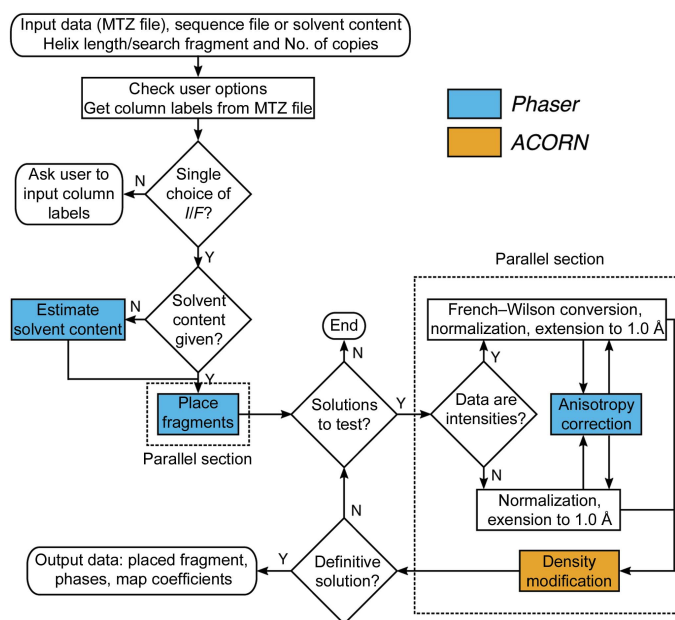 Input data (MTZ file), sequence file or solvent content
Helix length/search fragment and No. of copies
Check user options
Get column labels from MTZ file
Phaser
ACORN
Ask user to
input column
labels
N
Single
choice of
I/F?
Y
Parallel section
Estimate
solvent content
N
Solvent
content
given?
Y
End
N
French–Wilson conversion,
normalization, extension to 1.0 Å
Y
Place
fragments
Parallel section
Solutions
to test?
Y
Data are
intensities?
Anisotropy
correction
N
Normalization,
extension to 1.0 Å
N
Output data: placed fragment,
phases, map coefficients
Y
Definitive
solution?
Density
modification